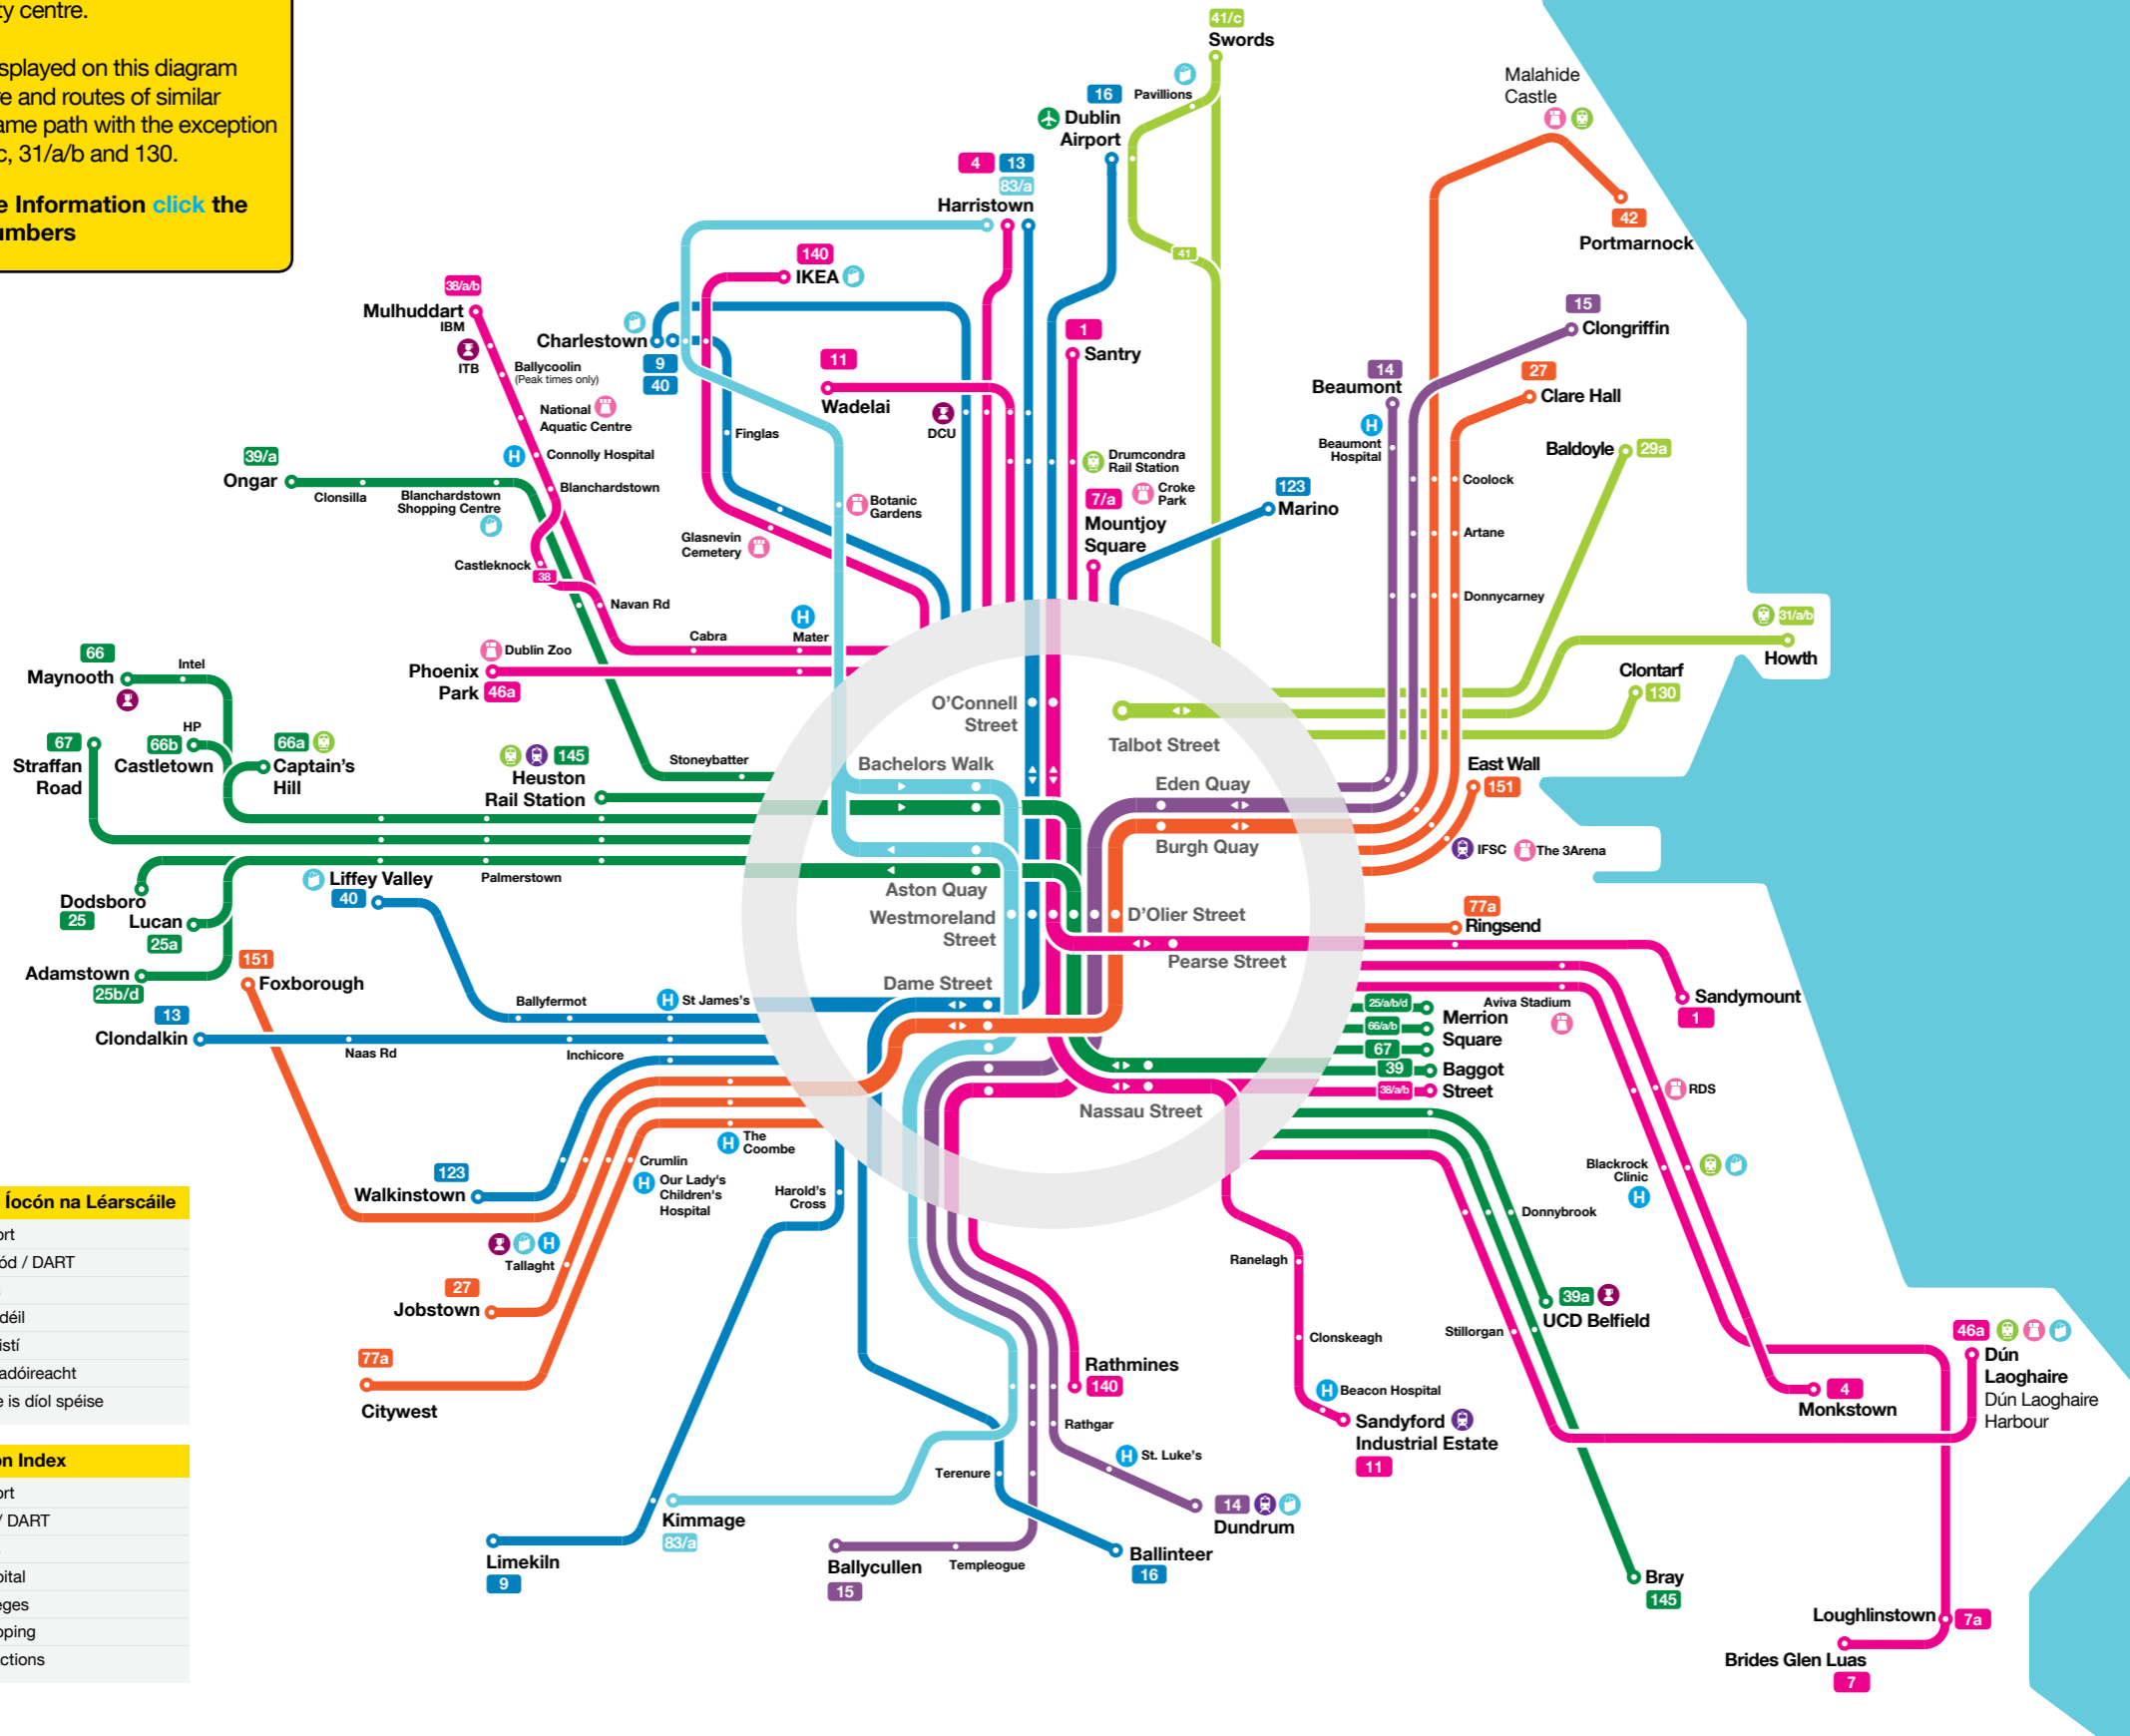 ty centre.
splayed on this diagram
e and routes of similar
ame path with the exception
c, 31/a/b and 130.
e Information click the
umbers
41/c
Swords
Pavillions
16
Dublin
Airport
4 13
83/a
Harristown
41
Malahide
Castle
42
Portmarnock
140
IKEA
38/a/b
Mulhuddart
IBM
ITB
Ballycoolin
(Peak times only)
National
Aquatic Centre
Connolly Hospital
Blanchardstown
Charlestown
9
40
11
Wadelai
DCU
1
Santry
15
Clongriffin
14
Beaumont
Beaumont
Hospital
27
Clare Hall
Baldoyle 29a
Finglas
Botanic
Gardens
Glasnevin
Cemetery
Drumcondra
Rail Station
Croke
Park
7/a
Mountjoy
Square
123
Marino
Coolock
Artane
Donnycarney
39/a
Ongar
Clonsilla
Blanchardstown
Shopping Centre
Castleknock
38
Navan Rd
Cabra
Mater
Dublin Zoo
Phoenix
Park 46a
31/a/b
Howth
Clontarf
130
66
Maynooth
Intel
HP
66b
Castletown
66a
Captain's
Hill
67
Straffan
Road
145
Heuston
Rail Station
Stoneybatter
O'Connell
Street
Talbot Street
Bachelors Walk
Eden Quay
Burgh Quay
Aston Quay
Westmoreland
Street
D'Olier Street
Pearse Street
Dame Street
Nassau Street
East Wall
151
IFSC
The 3Arena
77a
Ringsend
Sandymount
1
Dodsboro
25
Lucan
25a
Adamstown
25b/d
Palmerstown
Liffey Valley
40
151
Foxborough
13
Clondalkin
Ballyfermot
St James's
Naas Rd
Inchicore
25/a/b/d
66/a/b
67
Merrion
Square
39
38/a/b
Baggot
Street
Aviva Stadium
RDS
Blackrock
Clinic
Donnybrook
39a
UCD Belfield
Stillorgan
123
Walkinstown
The
Coombe
Crumlin
Our Lady's
Children's
Hospital
Harold's
Cross
Tallaght
27
Jobstown
77a
Citywest
Ranelagh
Clonskeagh
Beacon Hospital
Sandyford
Industrial Estate
11
Rathmines
140
Rathgar
St. Luke's
14
Dundrum
Terenure
Kimmage
83/a
Limekiln
9
Ballycullen
15
Templeogue
Ballinteer
16
46a
Dún
Laoghaire
Dún Laoghaire
Harbour
4
Monkstown
Bray
145
Loughlinstown 7a
Brides Glen Luas
7
Íocón na Léarscáile
ort
ód / DART
déil
istí
adóireacht
e is díol spéise
on Index
ort
/ DART
pital
eges
pping
actions